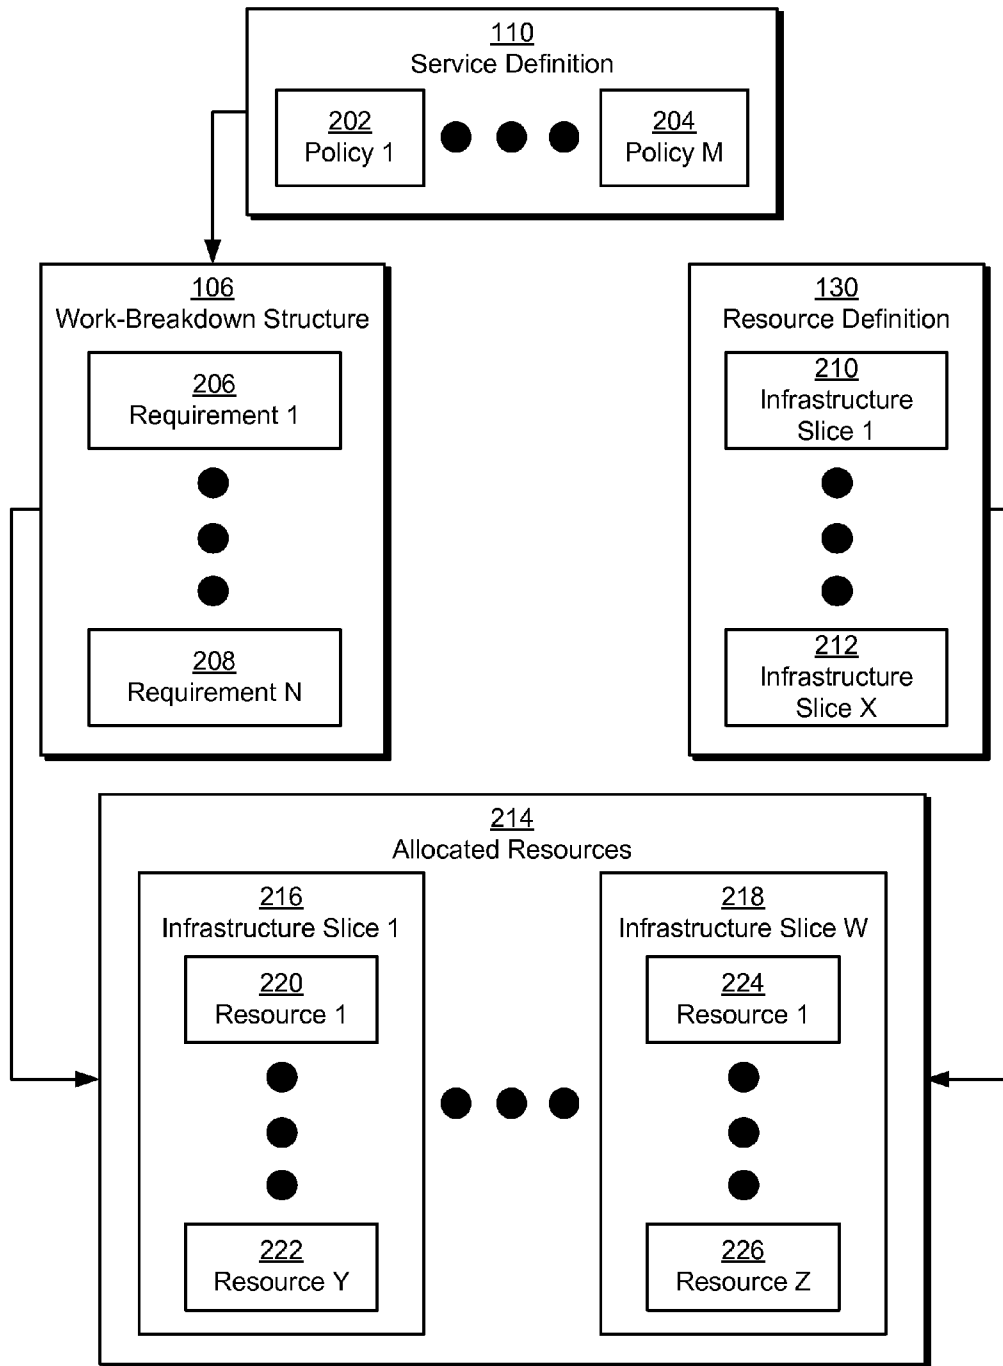 110
Service Definition
202
Policy 1
204
Policy M
106
Work-Breakdown Structure
206
Requirement 1
208
Requirement N
130
Resource Definition
210
Infrastructure
Slice 1
212
Infrastructure
Slice X
214
Allocated Resources
216
Infrastructure Slice 1
220
Resource 1
222
Resource Y
218
Infrastructure Slice W
224
Resource 1
226
Resource Z